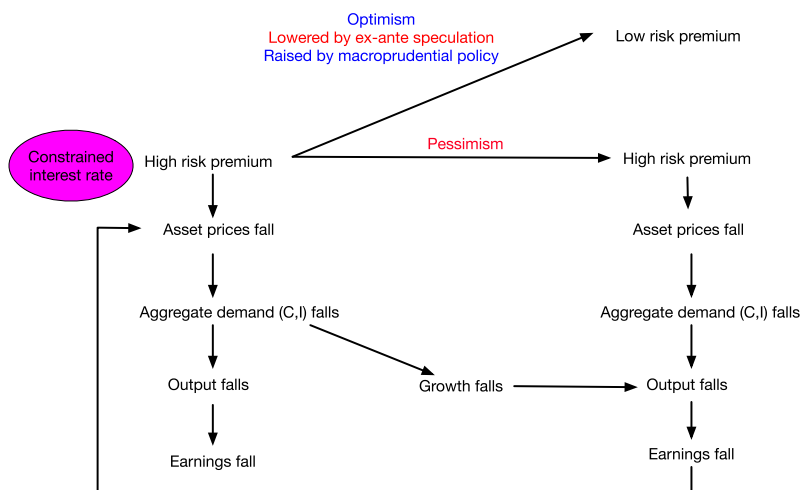 Optimism
Lowered by ex-ante speculation
Raised by macroprudential policy
Low risk premium
Constrained
interest rate
High risk premium
Pessimism
High risk premium
Asset prices fall
Asset prices fall
Aggregate demand (C,I) falls
Aggregate demand (C,I) falls
Output falls
Growth falls
Output falls
Earnings fall
Earnings fall